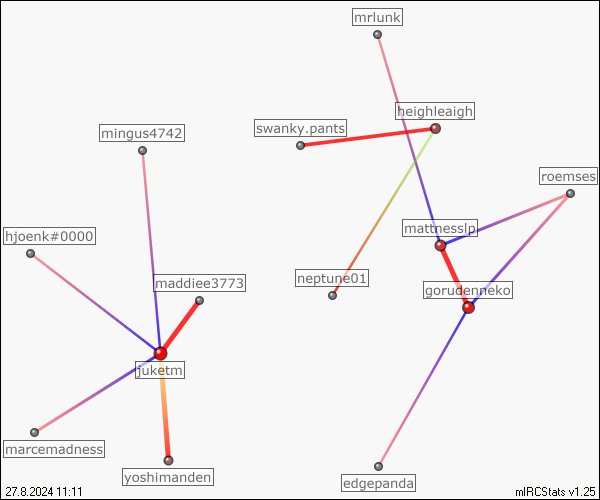 mrlunk
heighleaigh
swanky.pants
mingus4742
roemses
mattnesslp
hjoenk#0000
maddiee3773
neptune01
gorudenneko
juketm
marcemadness
yoshimanden
edgepanda
27.8.2024 11:11
mIRCStats v1.25